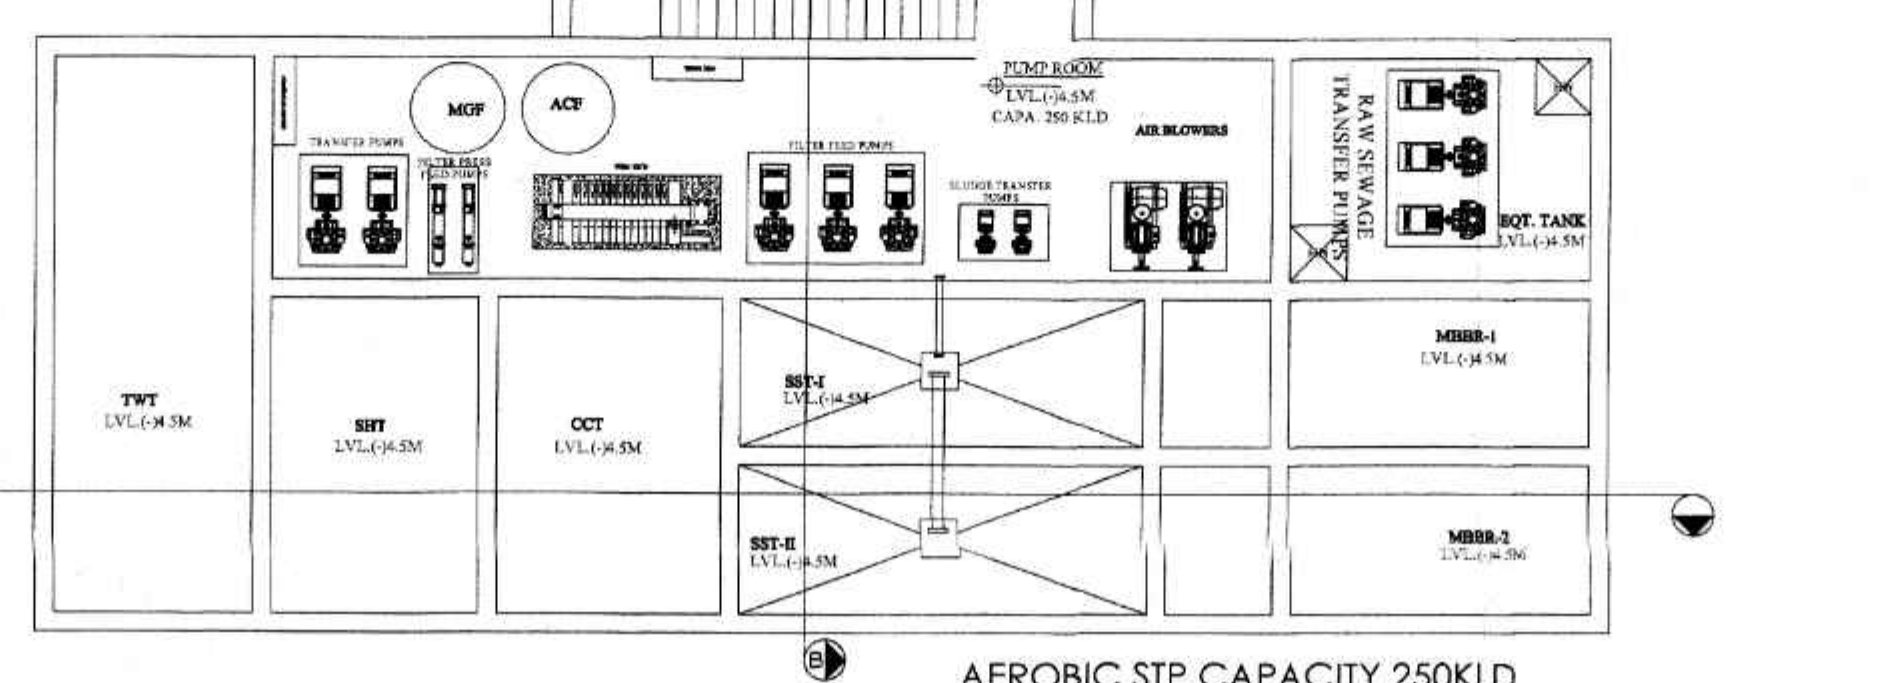 PUMP ROOM
LVL.(-)4.5M
CAPA. 250 KLD
MGF
ACF
AIR BLOWERS
TRANSFER PUMPS
FILTER PRESS
FEED PUMPS
FILTER FEED PUMPS
SLUDGE TRANSFER
PUMPS
RAW SEWAGE
TRANSFER PUMPS
EQT. TANK
LVL.(-)4.5M
TWT
LVL.(-)4.5M
SHT
LVL.(-)4.5M
CCT
LVL.(-)4.5M
SST-I
LVL.(-)4.5M
MBBR-1
LVL.(-)4.5M
SST-II
LVL.(-)4.5M
MBBR-2
LVL.(-)4.5M
B
AEROBIC STP CAPACITY 250KLD